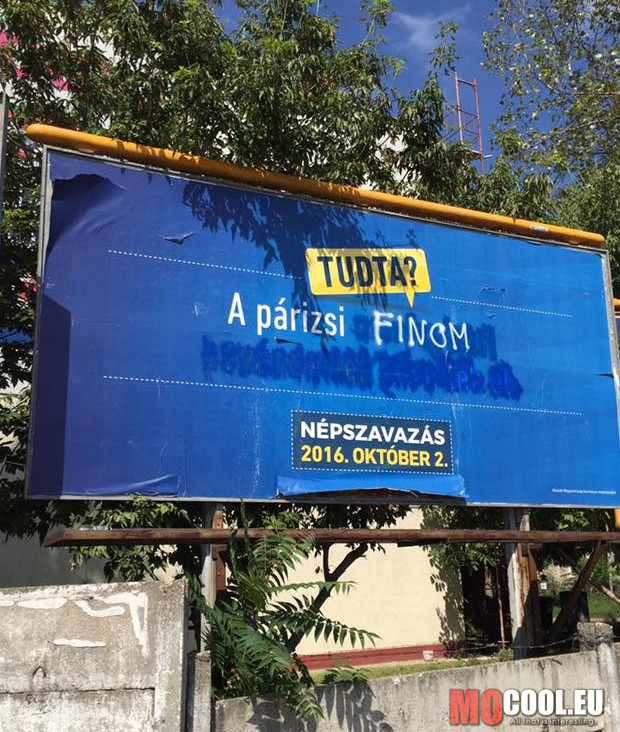 TUDTA?
A párizsi FINOM
NÉPSZAVAZÁS
2016. OKTÓBER 2.
MOCOOL.EU
All that is interesting.